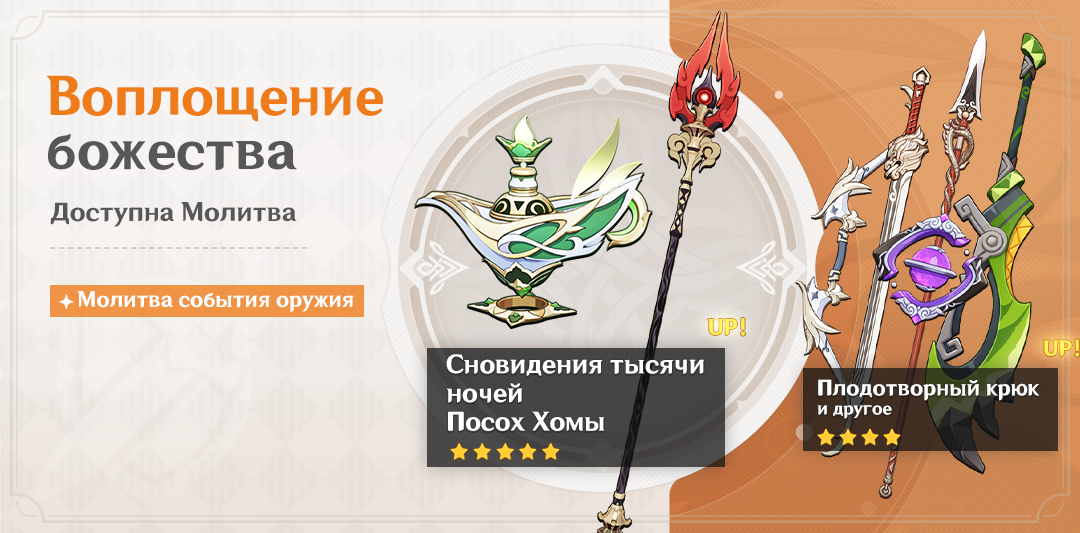 Воплощение
божества
Доступна Молитва
Молитва события оружия
UP!
Сновидения тысячи
ночей
Посох Хомы
UP!
Плодотворный крюк
и другое